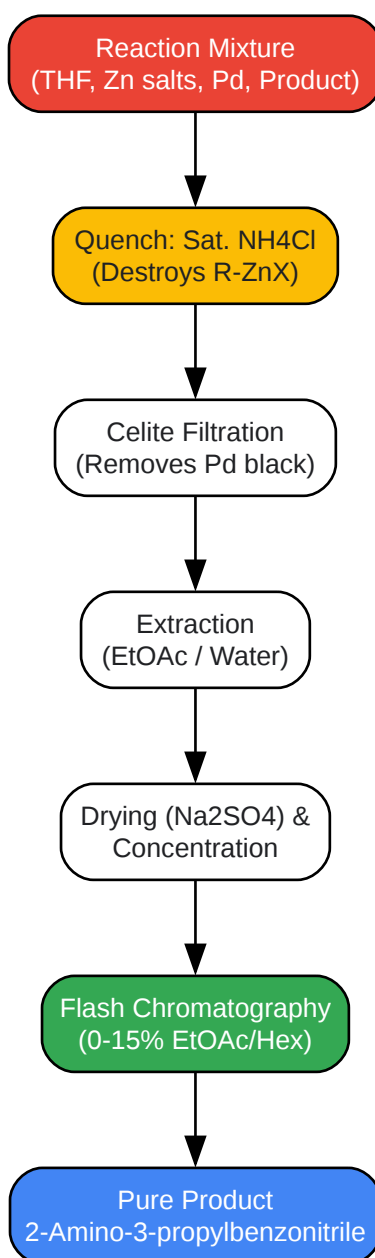 Reaction Mixture
(THF, Zn salts, Pd, Product)
Quench: Sat. NH4Cl
(Destroys R-ZnX)
Celite Filtration
(Removes Pd black)
Extraction
(EtOAc / Water)
Drying (Na2SO4) &
Concentration
Flash Chromatography
(0-15% EtOAc/Hex)
Pure Product
2-Amino-3-propylbenzonitrile